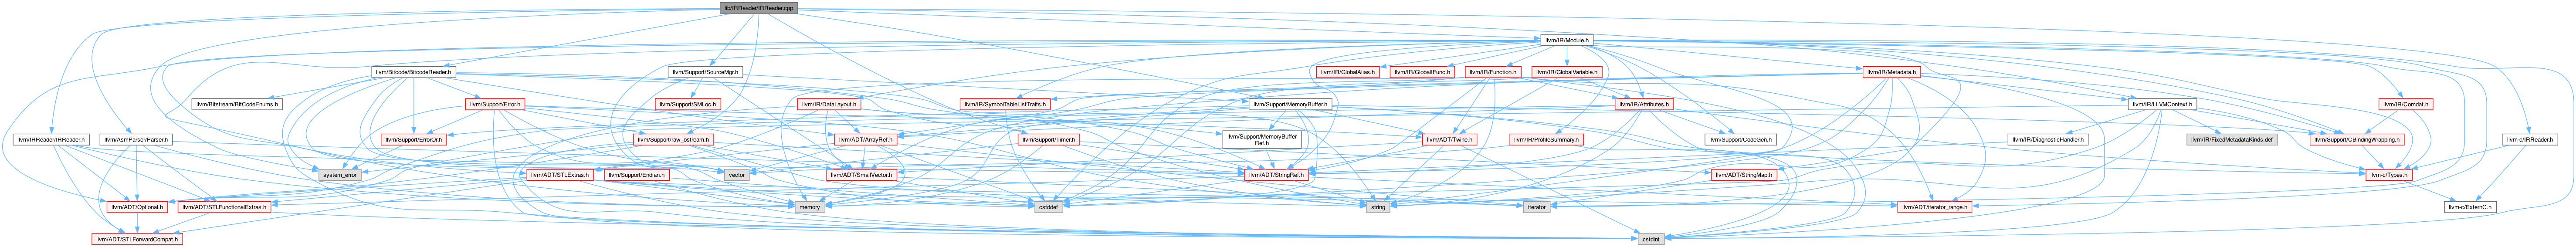 lib/IRReader/IRReader.cpp
llvm/IR/Module.h
llvm/Bitcode/BitcodeReader.h
llvm/Support/SourceMgr.h
llvm/IR/GlobalAlias.h
llvm/IR/GlobalIFunc.h
llvm/IR/Function.h
llvm/IR/GlobalVariable.h
llvm/IR/Metadata.h
llvm/Bitstream/BitCodeEnums.h
llvm/Support/Error.h
llvm/Support/SMLoc.h
llvm/IR/DataLayout.h
llvm/IR/SymbolTableListTraits.h
llvm/Support/MemoryBuffer.h
llvm/IR/Attributes.h
llvm/IR/LLVMContext.h
llvm/IR/Comdat.h
llvm/IRReader/IRReader.h
llvm/AsmParser/Parser.h
llvm/Support/ErrorOr.h
llvm/Support/raw_ostream.h
llvm/ADT/ArrayRef.h
llvm/Support/Timer.h
llvm/Support/MemoryBuffer
Ref.h
llvm/ADT/Twine.h
llvm/IR/ProfileSummary.h
llvm/Support/CodeGen.h
llvm/IR/DiagnosticHandler.h
llvm/IR/FixedMetadataKinds.def
llvm/Support/CBindingWrapping.h
llvm-c/IRReader.h
system_error
llvm/ADT/STLExtras.h
llvm/Support/Endian.h
vector
llvm/ADT/SmallVector.h
llvm/ADT/StringRef.h
llvm/ADT/StringMap.h
llvm-c/Types.h
llvm/ADT/Optional.h
llvm/ADT/STLFunctionalExtras.h
memory
cstddef
string
iterator
llvm/ADT/iterator_range.h
llvm-c/ExternC.h
llvm/ADT/STLForwardCompat.h
cstdint